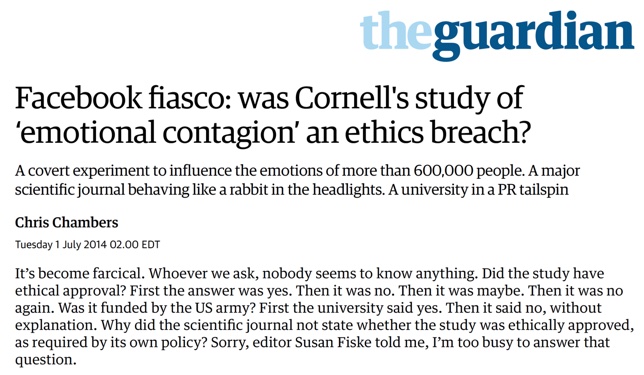 theguardian
Facebook fiasco: was Cornell's study of
‘emotional contagion’ an ethics breach?
A covert experiment to influence the emotions of more than 600,000 people. A major
scientific journal behaving like a rabbit in the headlights. A university in a PR tailspin
Chris Chambers
Tuesday 1 July 2014 02.00 EDT
It’s become farcical. Whoever we ask, nobody seems to know anything. Did the study have
ethical approval? First the answer was yes. Then it was no. Then it was maybe. Then it was no
again. Was it funded by the US army? First the university said yes. Then it said no, without
explanation. Why did the scientific journal not state whether the study was ethically approved,
as required by its own policy? Sorry, editor Susan Fiske told me, I’m too busy to answer that
question.